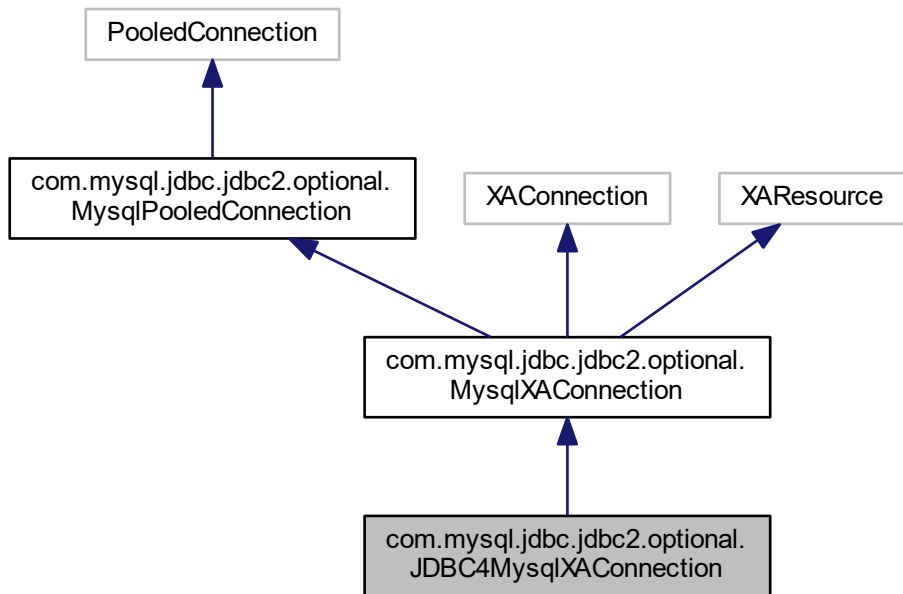 PooledConnection
com.mysql.jdbc.jdbc2.optional.
MysqlPooledConnection
XAConnection
XAResource
com.mysql.jdbc.jdbc2.optional.
MysqlXAConnection
com.mysql.jdbc.jdbc2.optional.
JDBC4MysqlXAConnection